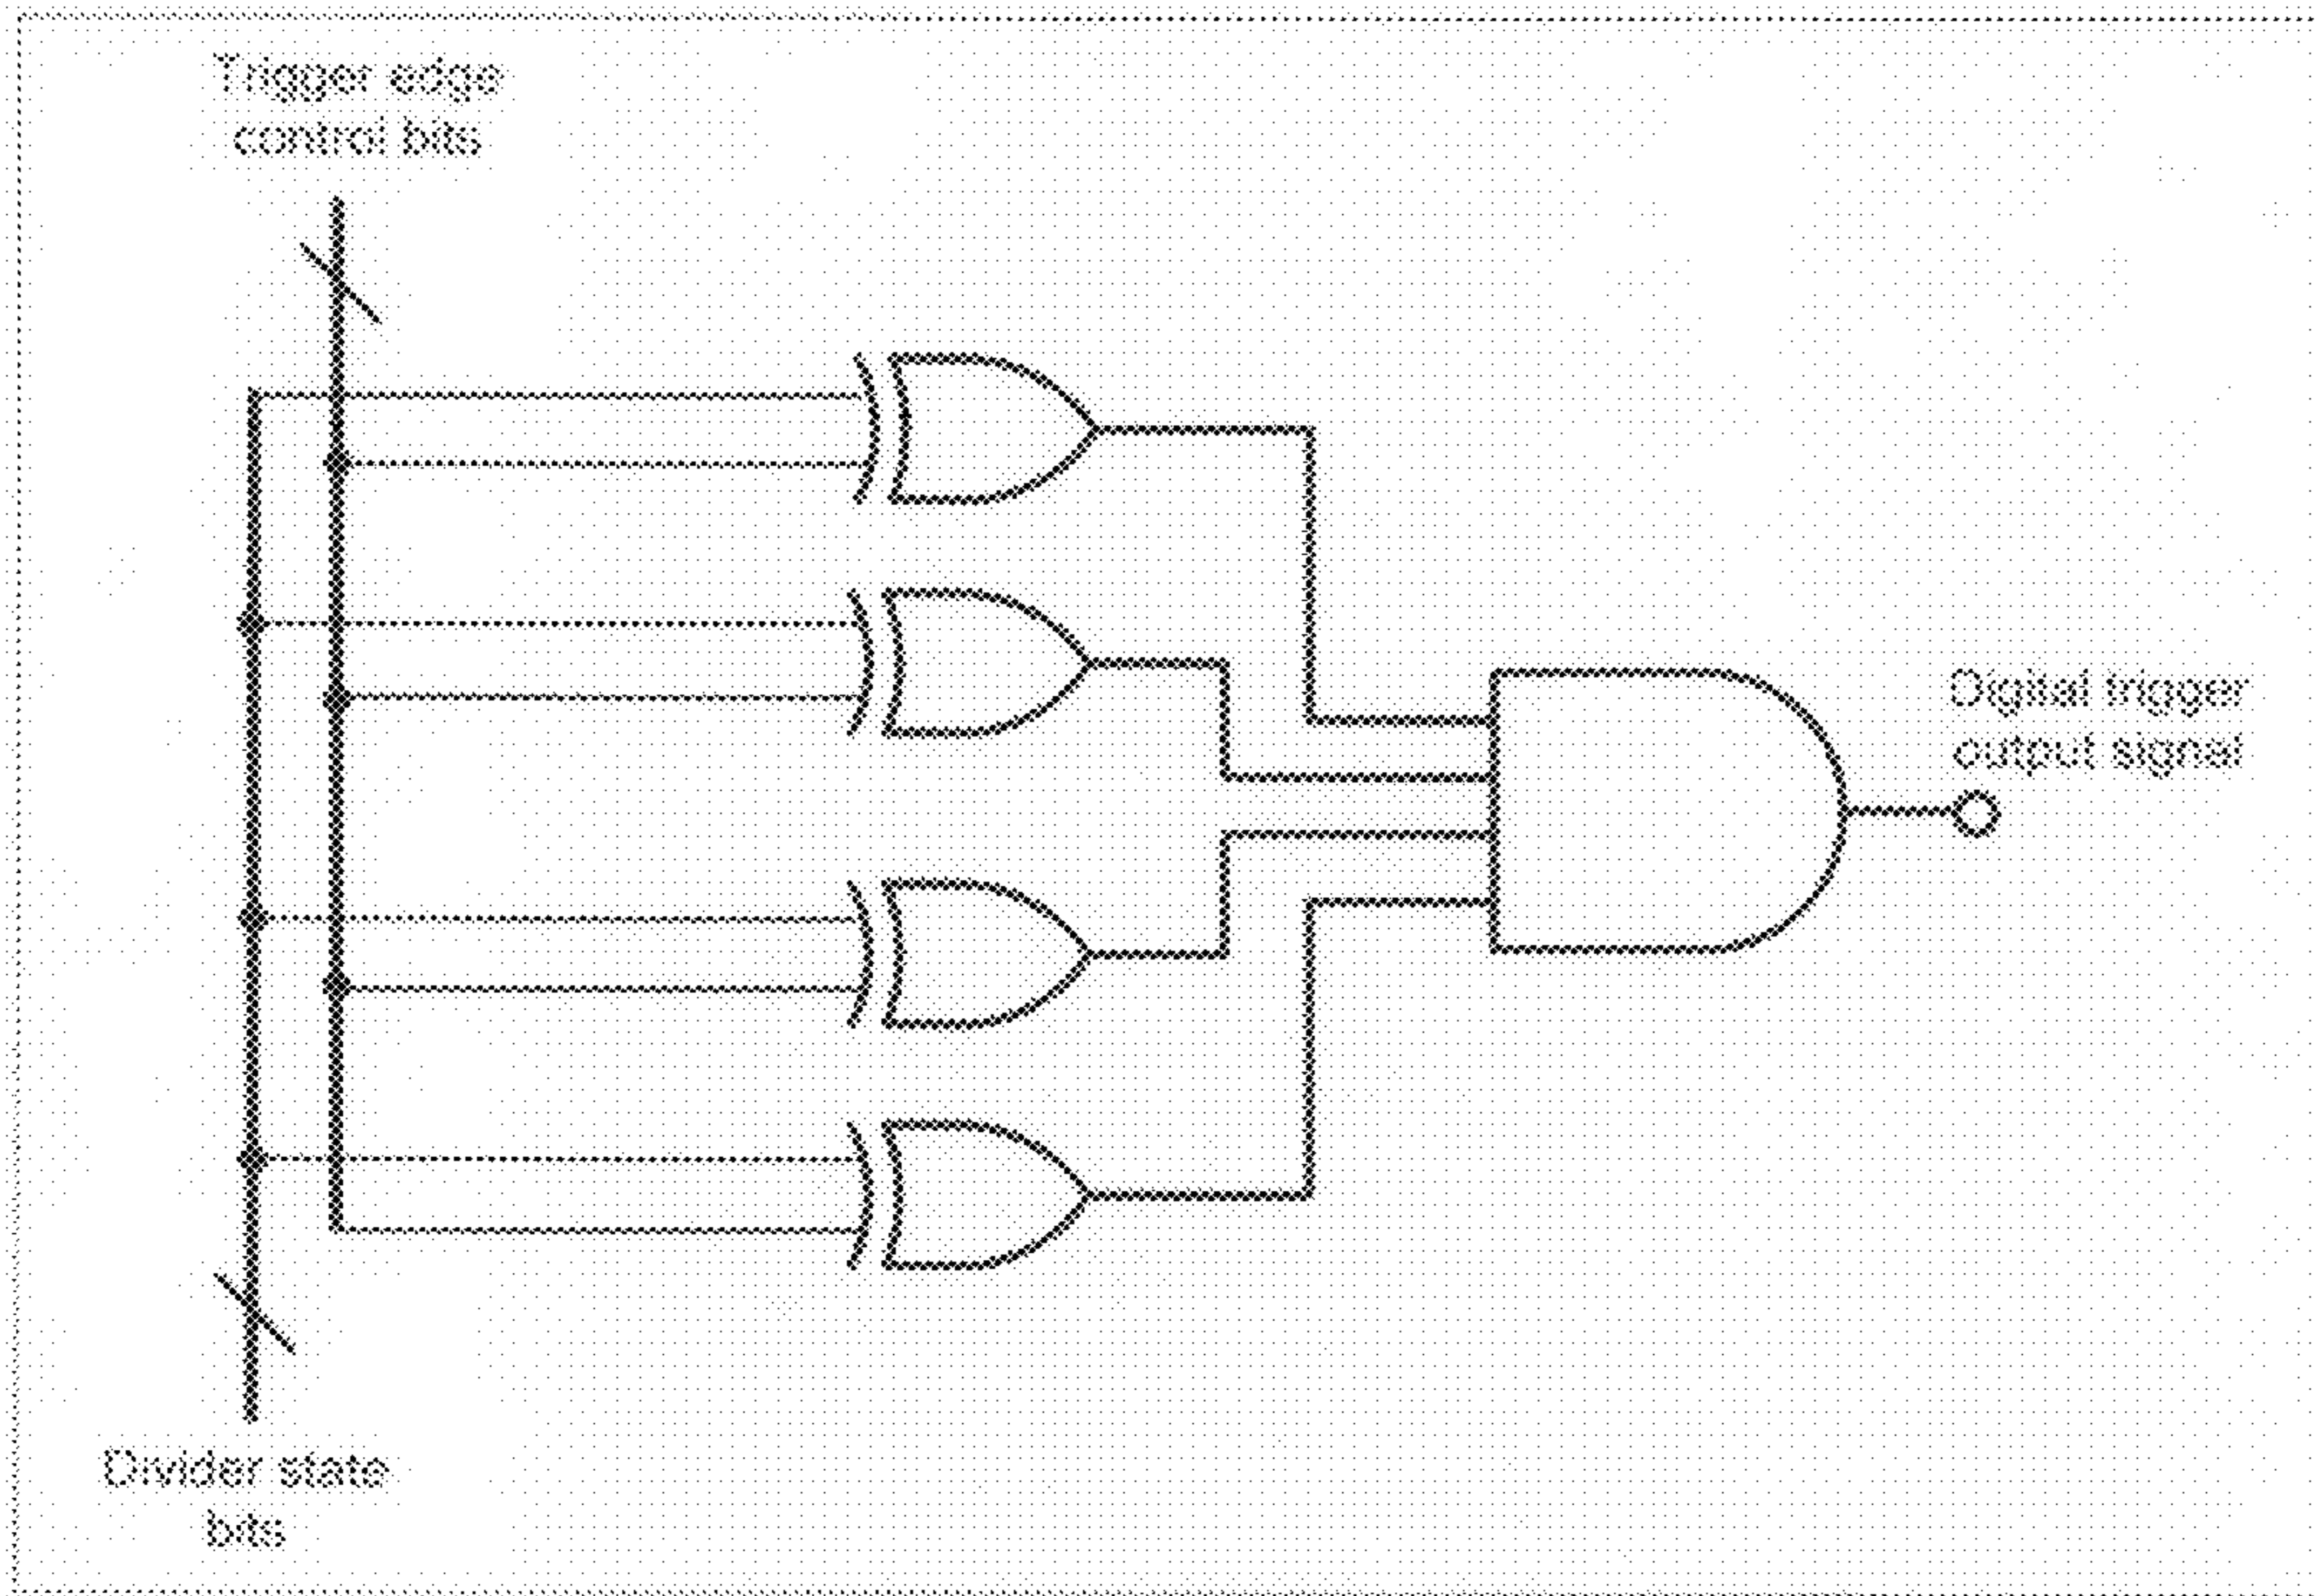 Trigger edge
control bits
Digital trigger
output signal
Divider state
bits